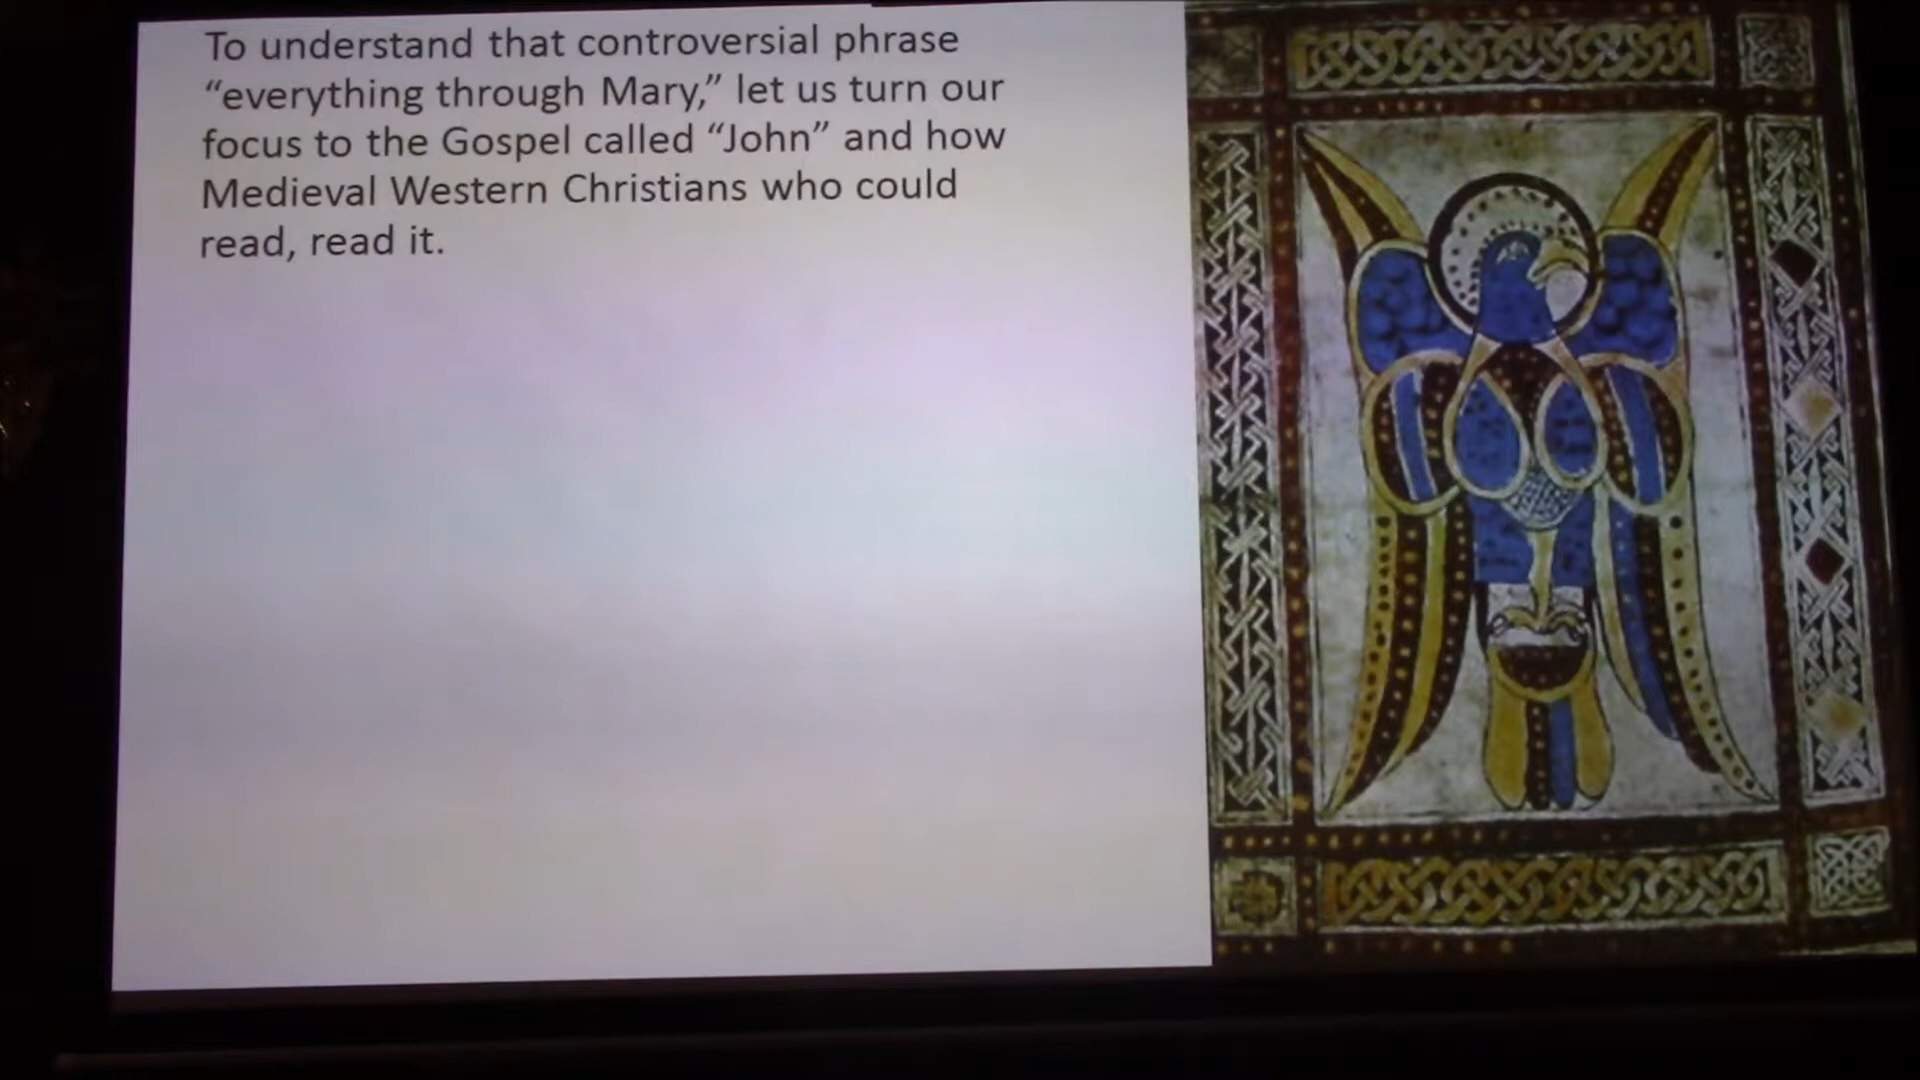 To understand that controversial phrase
“everything through Mary,” let us turn our
focus to the Gospel called “John” and how
Medieval Western Christians who could
read, read it.